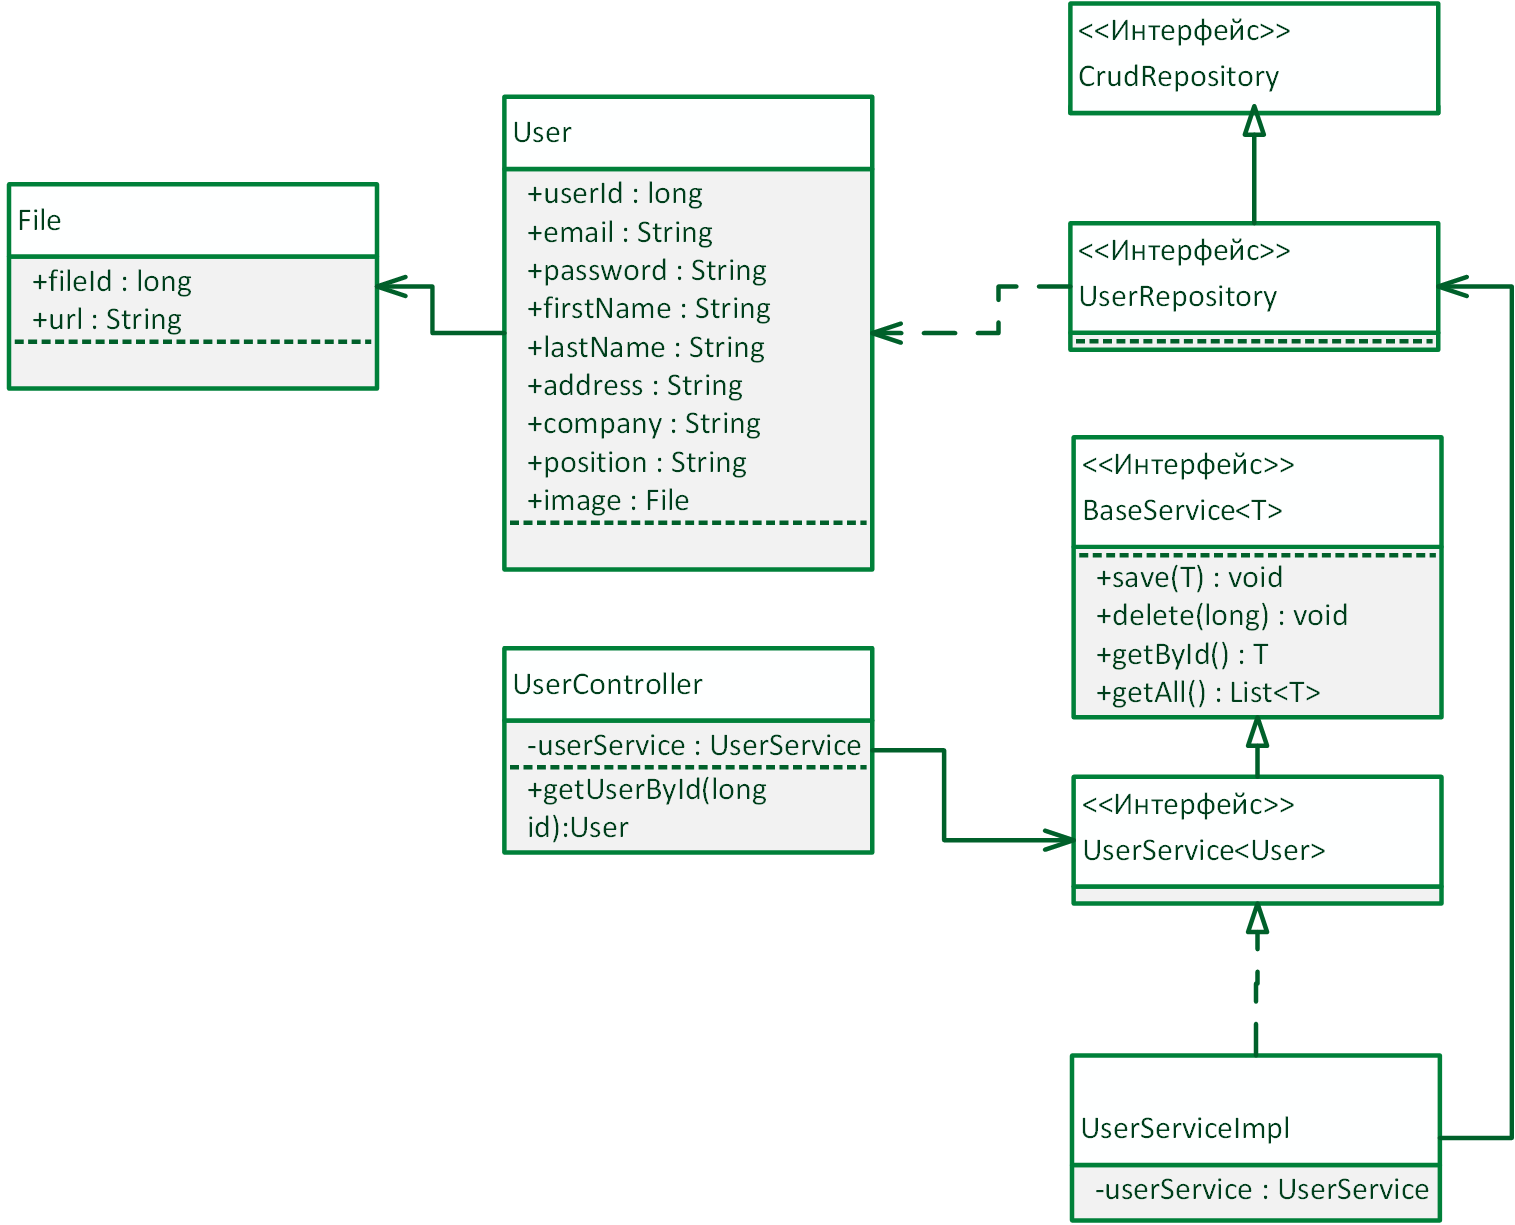 <<Интерфейс>>
CrudRepository
User
+userId : long
+email : String
+password : String
+firstName : String
+lastName : String
+address : String
+company : String
+position : String
+image : File
File
+fileId : long
+url : String
<<Интерфейс>>
UserRepository
<<Интерфейс>>
BaseService<T>
+save(T) : void
+delete(long) : void
+getById() : T
+getAll() : List<T>
UserController
-userService : UserService
+getUserById(long
id):User
<<Интерфейс>>
UserService<User>
UserServiceImpl
-userService : UserService